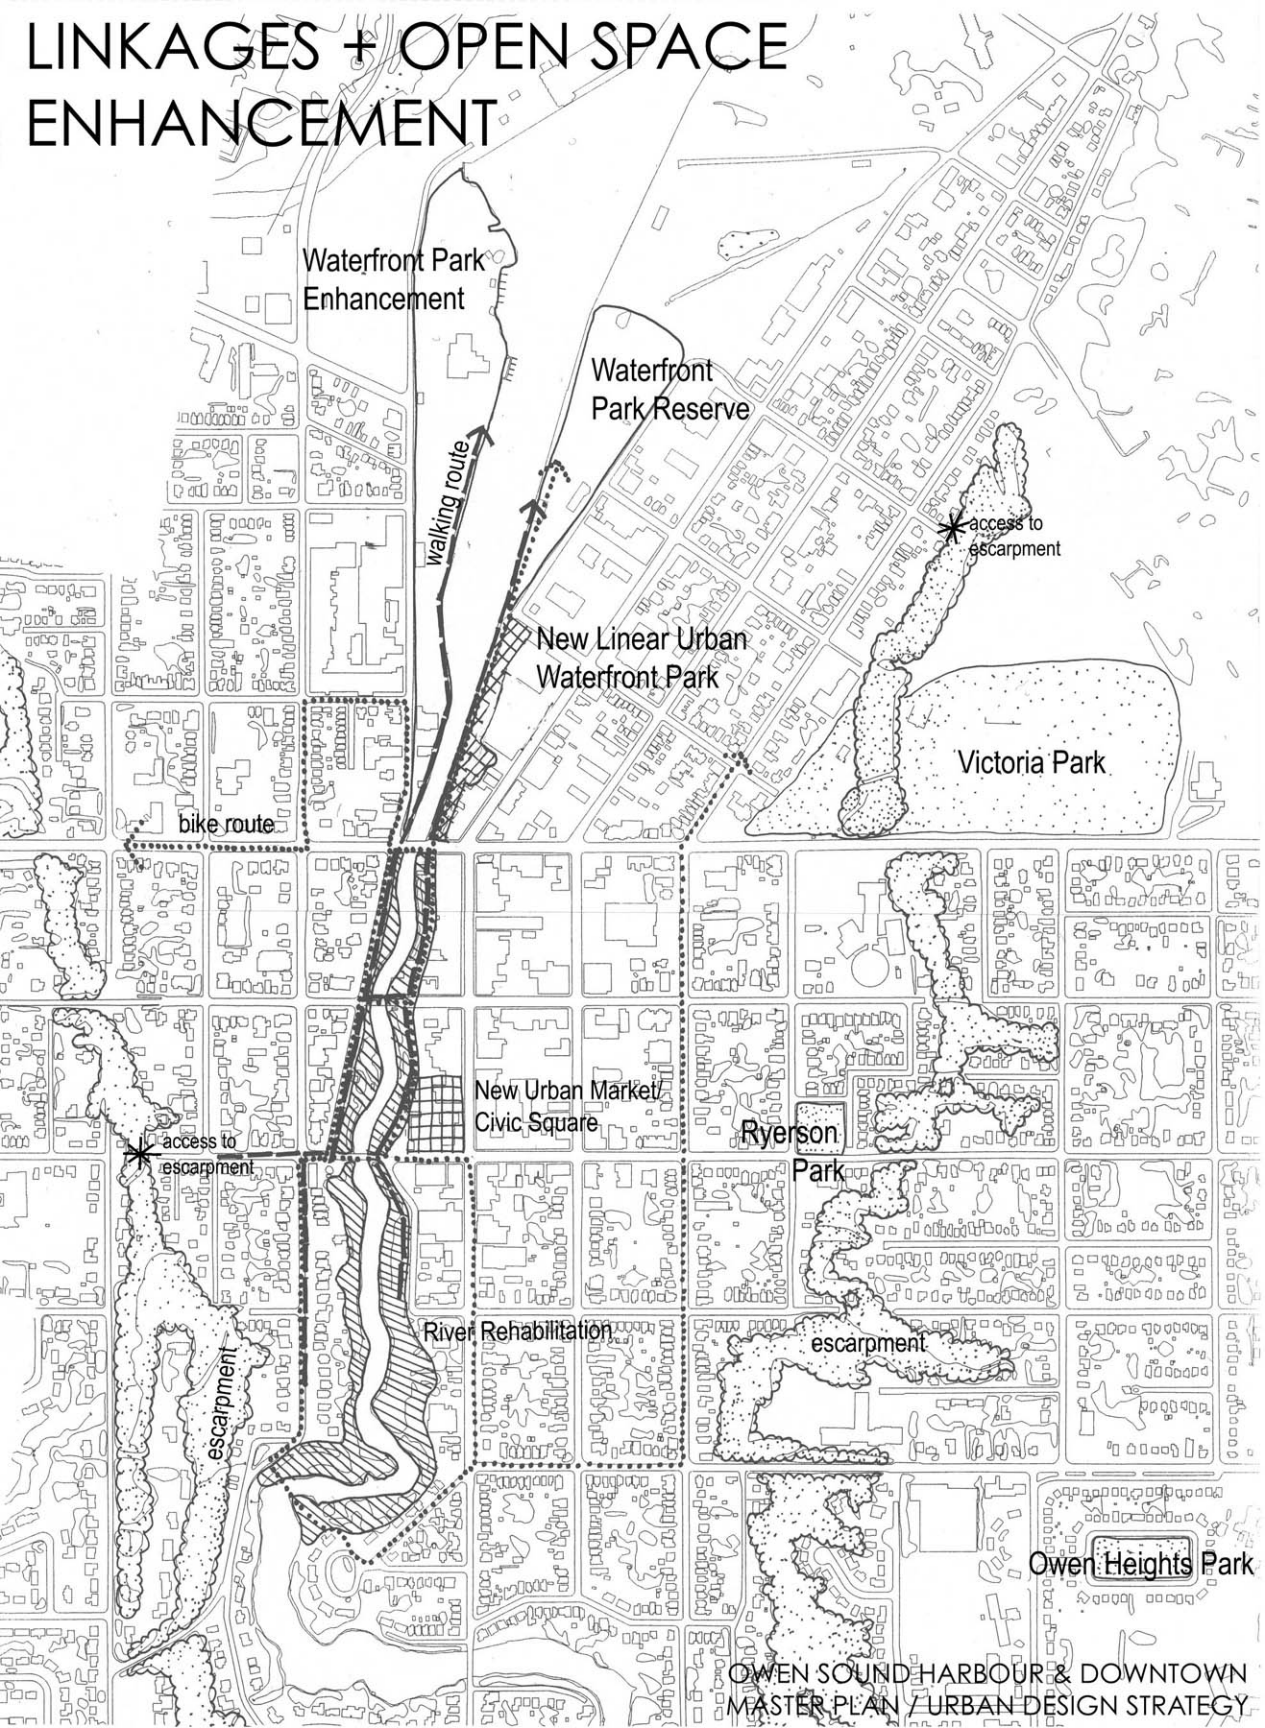 LINKAGES + OPEN SPACE
ENHANCEMENT
Waterfront Park
Enhancement
Waterfront
Park Reserve
walking route
access to
escarpment
New Linear Urban
Waterfront Park
Victoria Park
bike route
New Urban Market/
Civic Square
Ryerson
Park
access to
escarpment
River Rehabilitation
escarpment
escarpment
Owen Heights Park
OWEN SOUND HARBOUR & DOWNTOWN
MASTER PLAN / URBAN DESIGN STRATEGY